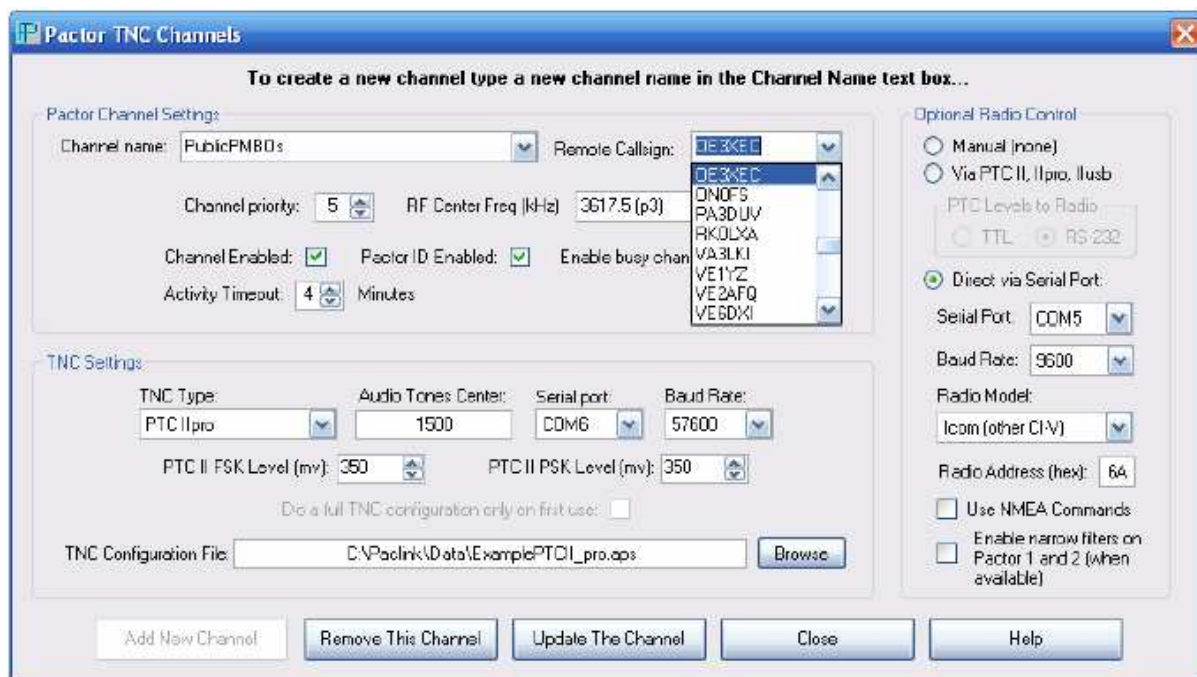 Pactor TNC Channels
To create a new channel type a new channel name in the Channel Name text box...
Pactor Channel Settings
Channel name: PublicPMBOs Remote Callsign: OE3XEC
OE3XEC
ON0FS
PA3DUV
RK0LXA
VA3LKI
VE1YZ
VE2AFQ
VE6DXI
Channel priority: 5 RF Center Freq (kHz) 3617.5 (p3)
Channel Enabled: Pactor ID Enabled: Enable busy chan
Activity Timeout: 4 Minutes
TNC Settings
TNC Type: Audio Tones Center: Serial port: Baud Rate:
PTC IIpro 1500 COM6 57600
PTC II FSK Level (mv): 350 PTC II PSK Level (mv): 350
Do a full TNC configuration only on first use:
TNC Configuration File: C:\Paclink\Data\ExamplePTCII_pro.aps Browse
Optional Radio Control
Manual (none)
Via PTC II, IIpro, IIusb
PTC Levels to Radio
TTL RS-232
Direct via Serial Port:
Serial Port: COM5
Baud Rate: 9600
Radio Model:
Icom (other CI-V)
Radio Address (hex): 6A
Use NMEA Commands
Enable narrow filters on
Pactor 1 and 2 (when
available)
Add New Channel Remove This Channel Update The Channel Close Help